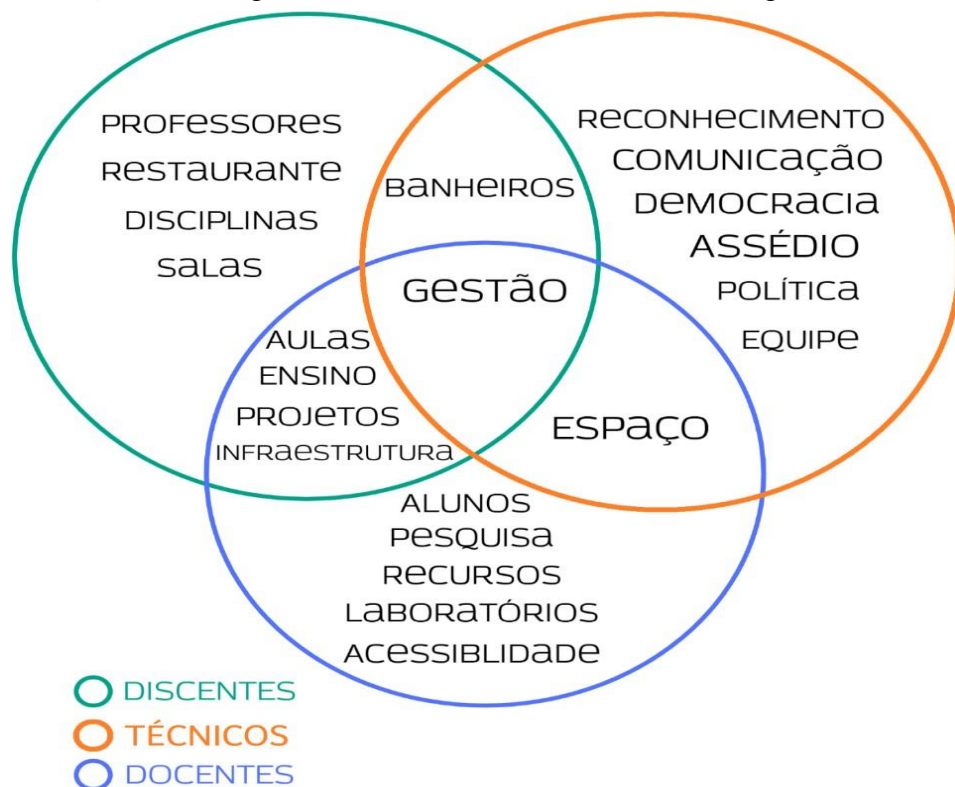 PROFESSORES
RESTAURANTE
DISCIPLINAS
SALAS
BANHEIROS
RECONHECIMENTO
COMUNICAÇÃO
DEMOCRACIA
ASSÉDIO
POLÍTICA
EQUIPE
GESTÃO
AULAS
ENSINO
PROJETOS
INFRAESTRUTURA
ESPAÇO
ALUNOS
PESQUISA
RECURSOS
LABORATÓRIOS
ACESSIBLIDADE
DISCENTES
TÉCNICOS
DOCENTES